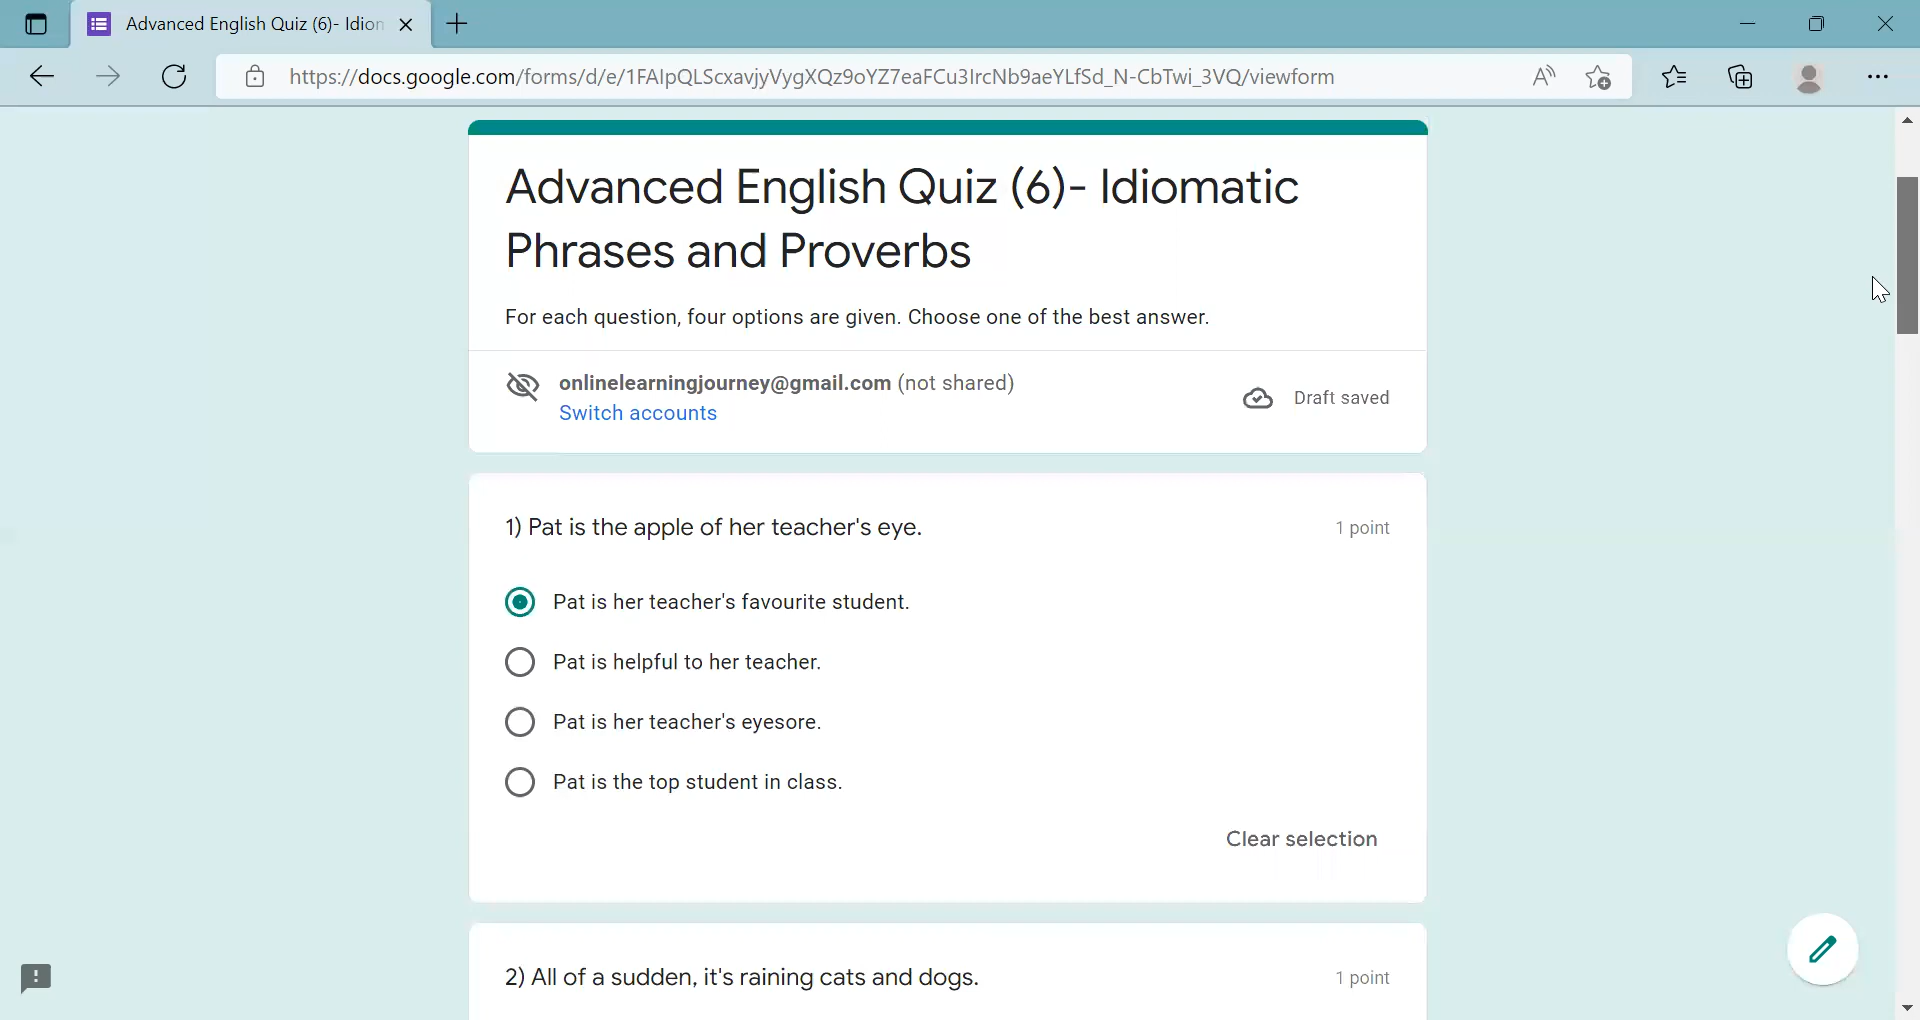 Advanced English Quiz (6)- Idion
https://docs.google.com/forms/d/e/1FAIpQLScxavjyVygXQz9oYZ7eaFCu3IrcNb9aeYLfSd_N-CbTwi_3VQ/viewform
Advanced English Quiz (6)- Idiomatic
Phrases and Proverbs
For each question, four options are given. Choose one of the best answer.
onlinelearningjourney@gmail.com (not shared)
Switch accounts
Draft saved
1) Pat is the apple of her teacher's eye.
1 point
Pat is her teacher's favourite student.
Pat is helpful to her teacher.
Pat is her teacher's eyesore.
Pat is the top student in class.
Clear selection
2) All of a sudden, it's raining cats and dogs.
1 point